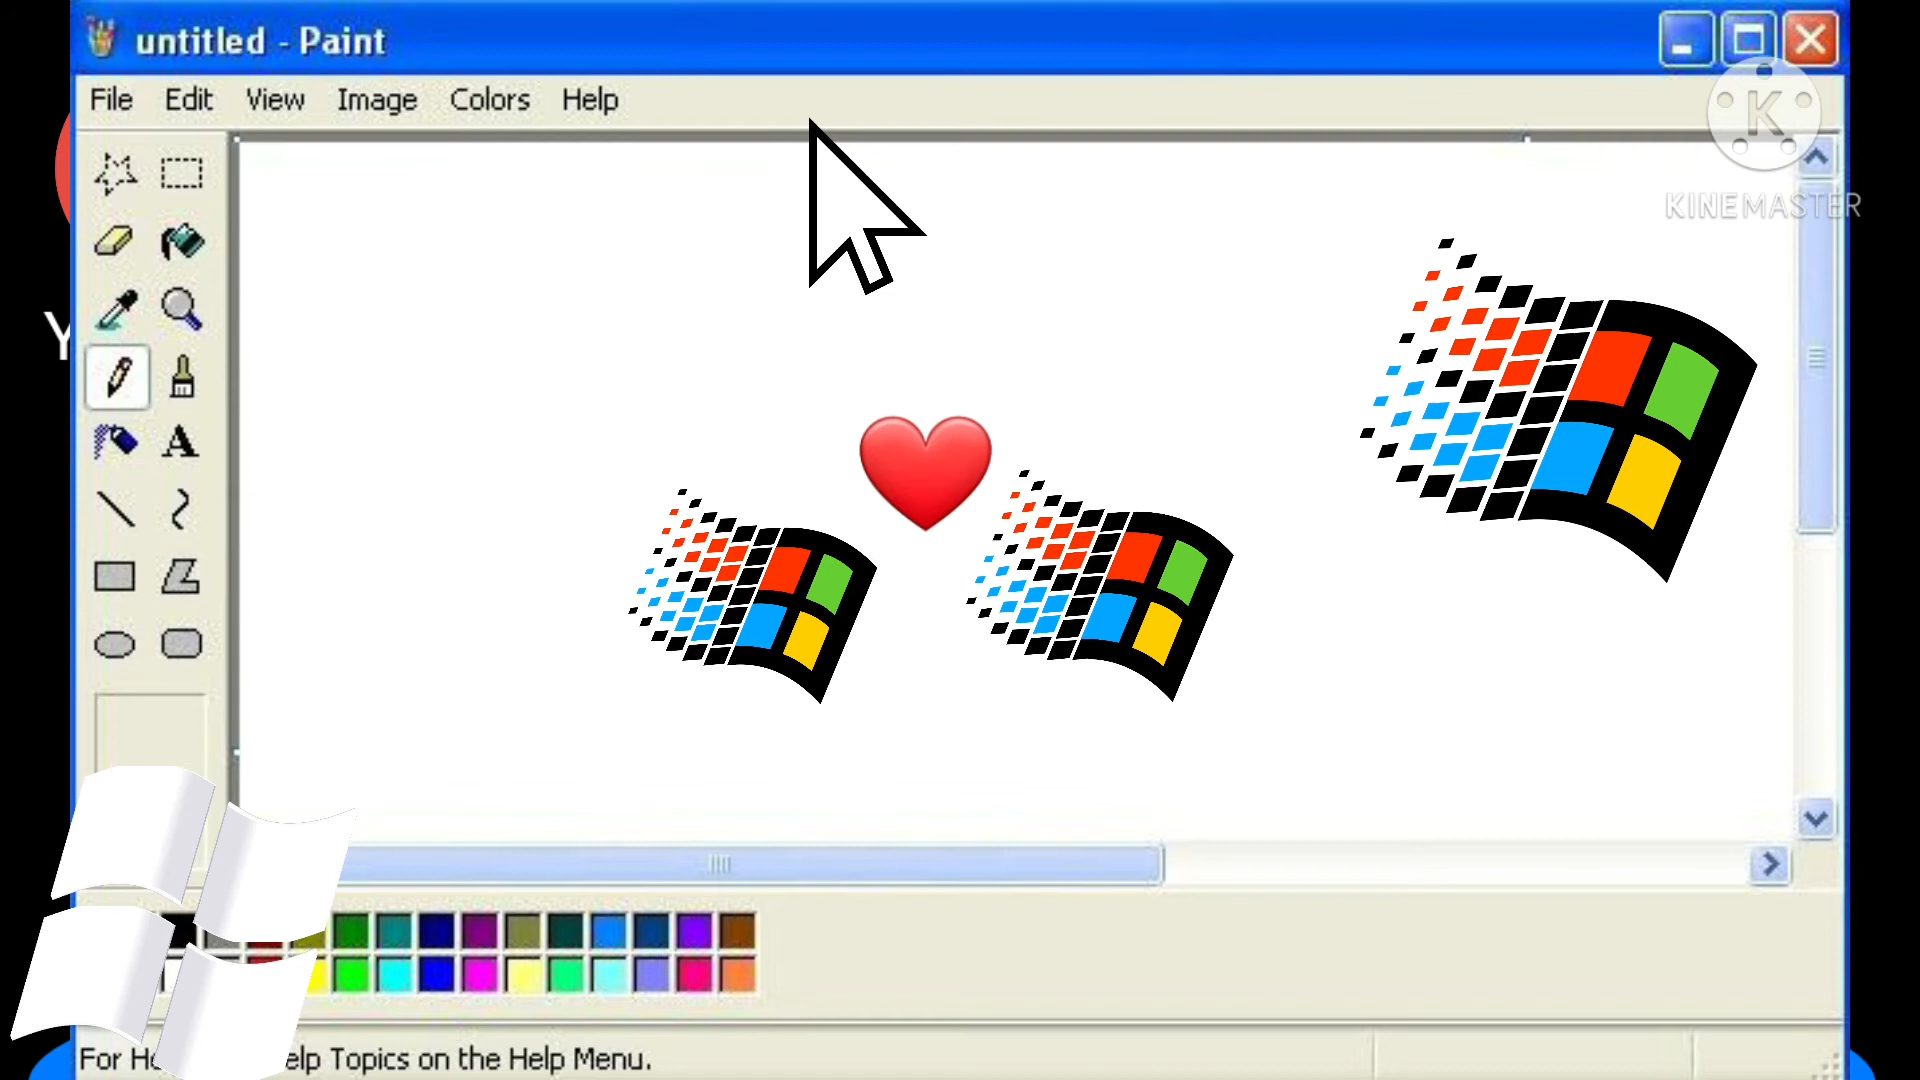 untitled - Paint
File Edit View Image Colors Help
K
KINEMASTER
Y
A
For He elp Topics on the Help Menu.